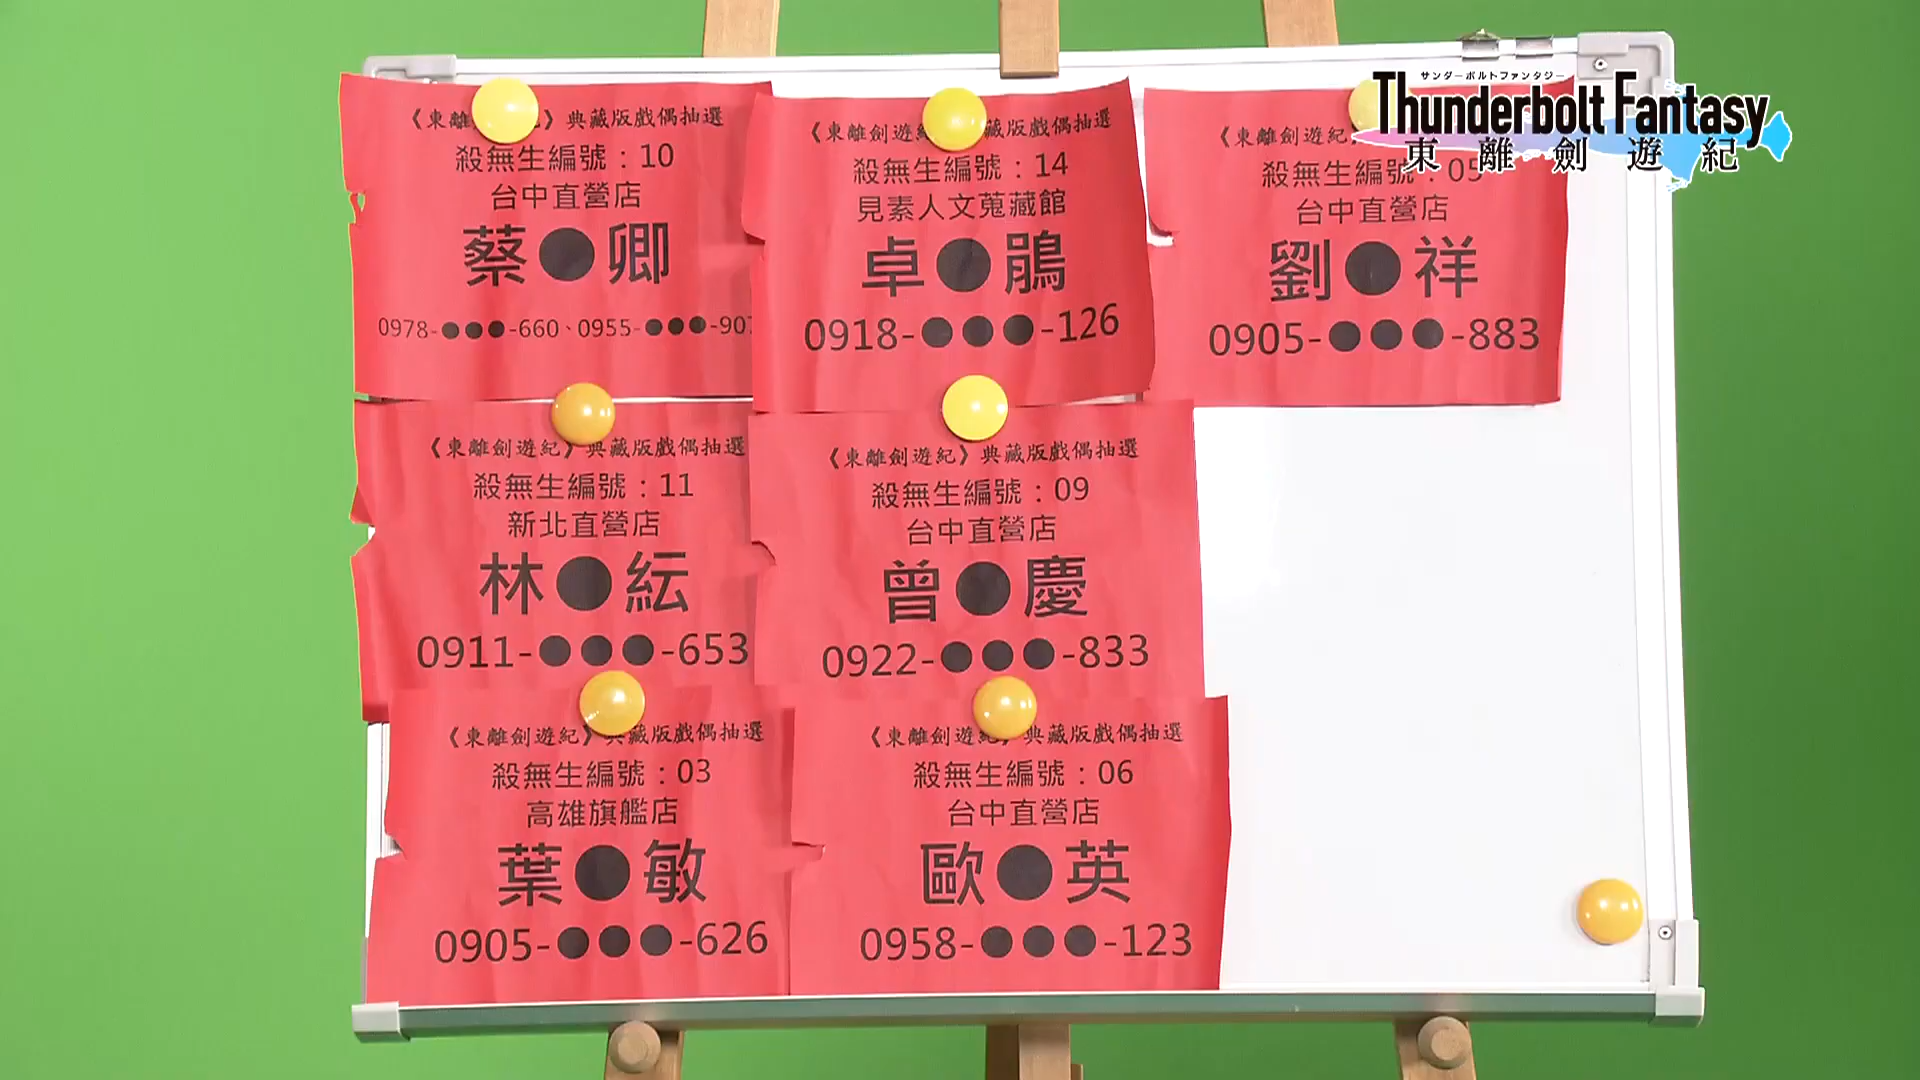 サンダーボルトファンタジー
Thunderbolt Fantasy
東離劍遊紀
《東離 紀》典藏版戲偶抽選
殺無生編號：10
台中直營店
蔡●卿
0978-●●●-660、0955-●●●-907
《東離劍遊 典藏版戲偶抽選
殺無生編號：14
見素人文蒐藏館
卓●鵑
0918-●●●-126
《東離劍遊紀
殺無生編號：05
台中直營店
劉●祥
0905-●●●-883
《東離劍遊紀》典藏版戲偶抽選
殺無生編號：11
新北直營店
林●紜
0911-●●●-653
《東離劍遊紀》典藏版戲偶抽選
殺無生編號：09
台中直營店
曾●慶
0922-●●●-833
《東離劍遊紀》典藏版戲偶抽選
殺無生編號：03
高雄旗艦店
葉●敏
0905-●●●-626
《東離劍遊紀》典藏版戲偶抽選
殺無生編號：06
台中直營店
歐●英
0958-●●●-123